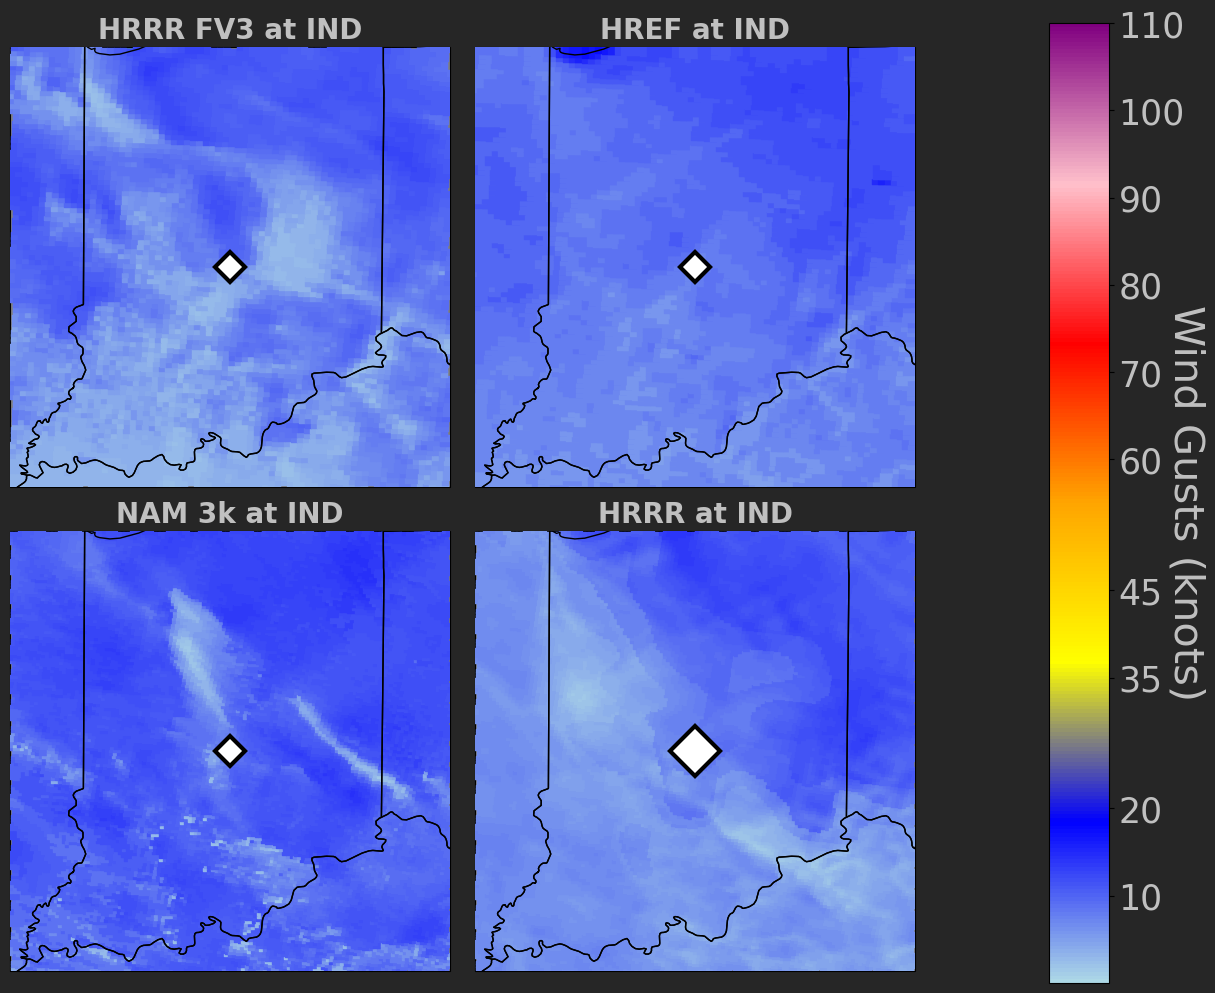 HRRR FV3 at IND
HREF at IND
NAM 3k at IND
HRRR at IND
110
100
90
80
70
60
45
35
20
10
Wind Gusts (knots)